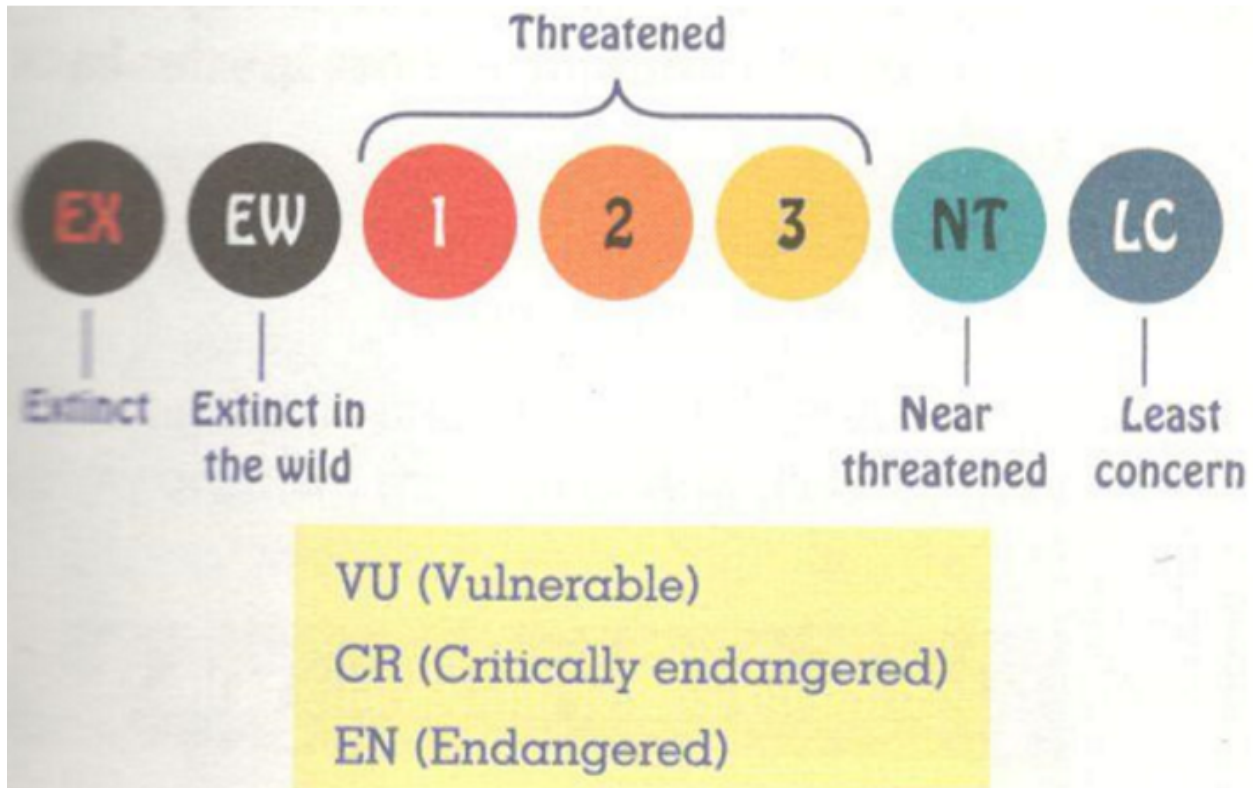 Threatened
EX EW 1 2 3 NT LC
Extinct
Extinct in
the wild
Near
threatened
Least
concern
VU (Vulnerable)
CR (Critically endangered)
EN (Endangered)